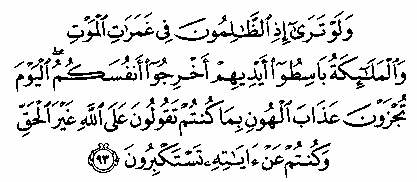 وَلَوْ تَرَىٰٓ إِذِ ٱلظَّٰلِمُونَ فِى غَمَرَٰتِ ٱلْمَوْتِ
وَٱلْمَلَٰٓئِكَةُ بَاسِطُوٓا۟ أَيْدِيهِمْ أَخْرِجُوٓا۟ أَنفُسَكُمُ ۖ ٱلْيَوْمَ
تُجْزَوْنَ عَذَابَ ٱلْهُونِ بِمَا كُنتُمْ تَقُولُونَ عَلَى ٱللَّهِ غَيْرَ ٱلْحَقِّ
وَكُنتُمْ عَنْ ءَايَٰتِهِۦ تَسْتَكْبِرُونَ ﴿٩٣﴾